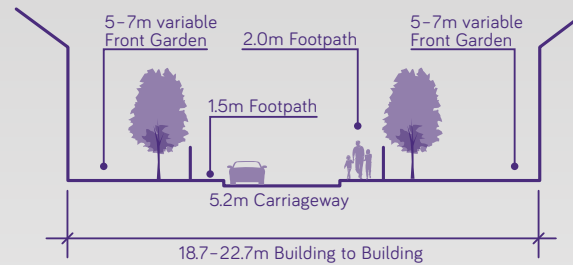 5–7m variable
Front Garden
2.0m Footpath
5–7m variable
Front Garden
1.5m Footpath
5.2m Carriageway
18.7–22.7m Building to Building